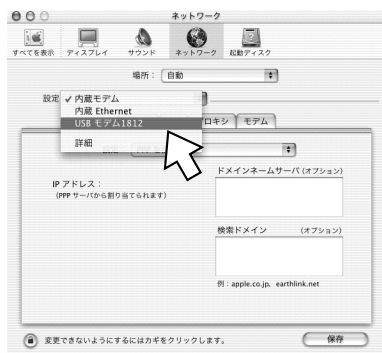 ネットワーク
すべてを表示 ディスプレイ サウンド ネットワーク 起動ディスク
場所： 自動
設定
✓ 内蔵モデム
内蔵 Ethernet
USB モデム1812
詳細
ロキシ モデム
ドメインネームサーバ (オプション)
IP アドレス：
(PPP サーバから割り当てられます)
検索ドメイン (オプション)
例：apple.co.jp、earthlink.net
変更できないようにするにはカギをクリックします。
保存